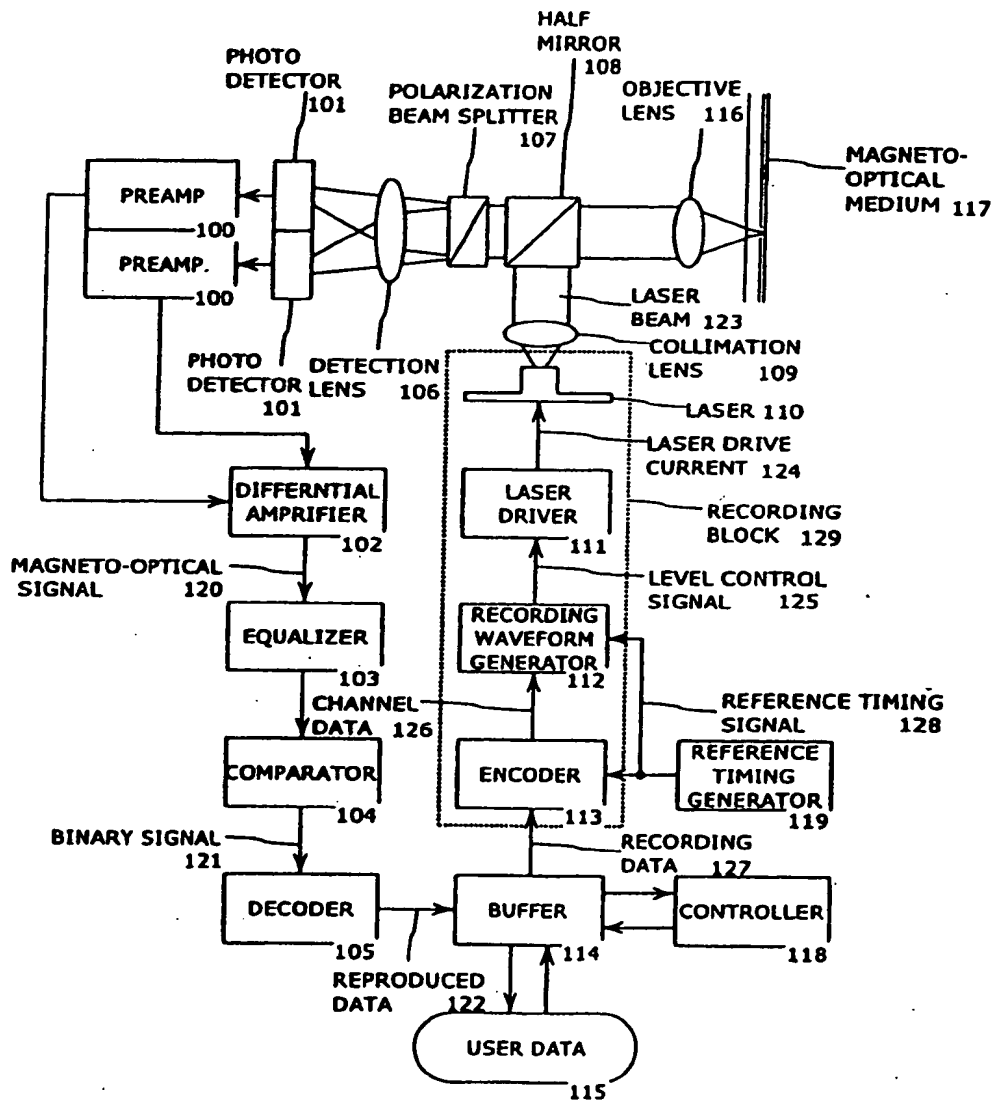 HALF
MIRROR
108
PHOTO
DETECTOR
101
POLARIZATION
BEAM SPLITTER
107
OBJECTIVE
LENS 116
MAGNETO-
OPTICAL
MEDIUM 117
PREAMP
100
PREAMP.
100
LASER
BEAM 123
COLLIMATION
LENS
109
PHOTO
DETECTOR
101
DETECTION
LENS 106
LASER 110
LASER DRIVE
CURRENT 124
DIFFERNTIAL
AMPRIFIER
102
LASER
DRIVER
111
RECORDING
BLOCK 129
MAGNETO-OPTICAL
SIGNAL 120
LEVEL CONTROL
SIGNAL 125
EQUALIZER
103
RECORDING
WAVEFORM
GENERATOR
112
CHANNEL
DATA 126
REFERENCE TIMING
SIGNAL 128
COMPARATOR
104
ENCODER
113
REFERENCE
TIMING
GENERATOR
119
BINARY SIGNAL
121
RECORDING
DATA 127
DECODER
105
BUFFER
114
CONTROLLER
118
REPRODUCED
DATA 122
USER DATA
115